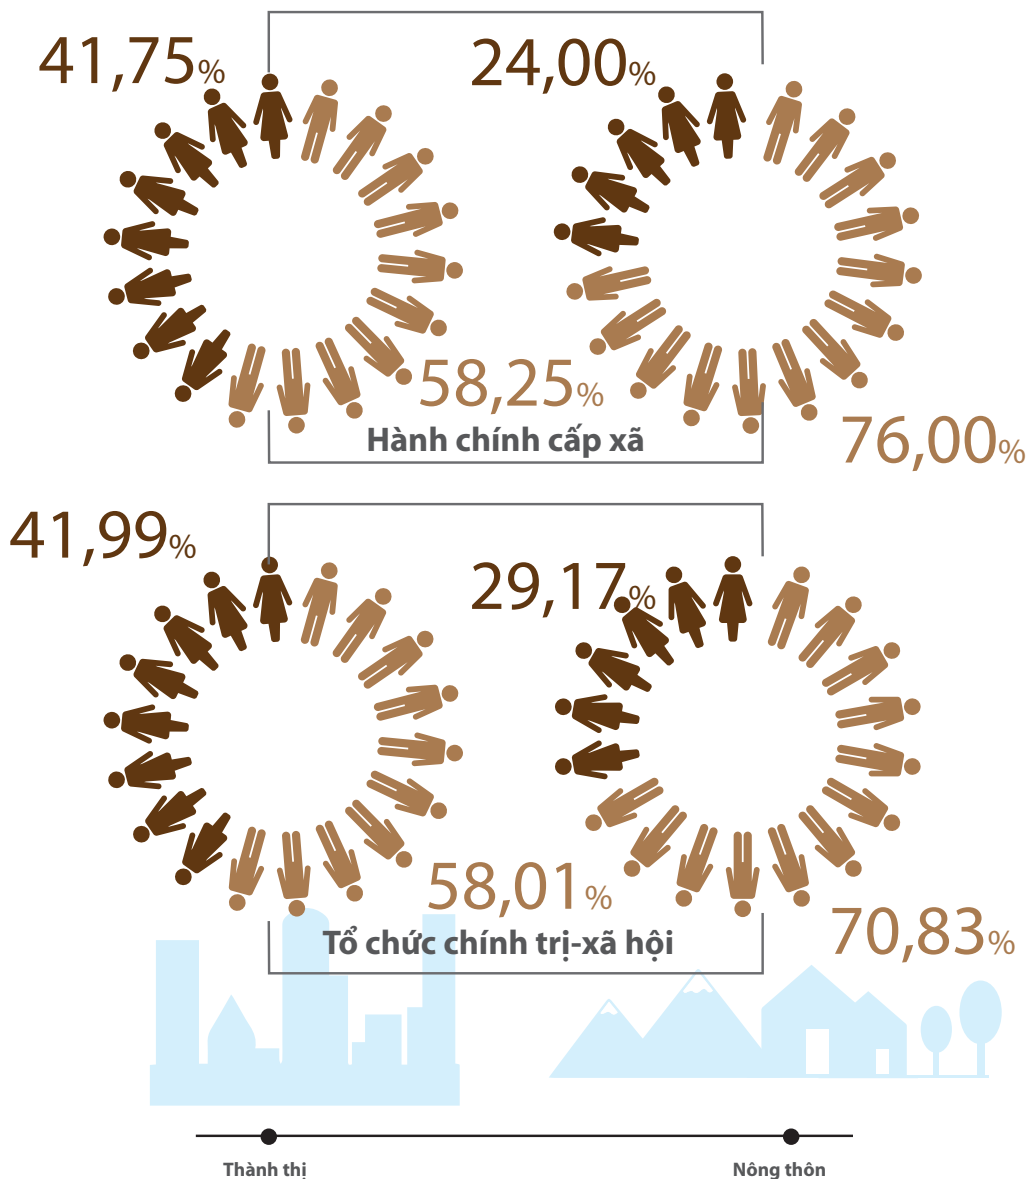 41,75%
24,00%
58,25%
76,00%
Hành chính cấp xã
41,99%
29,17%
58,01%
70,83%
Tổ chức chính trị-xã hội
Thành thị
Nông thôn